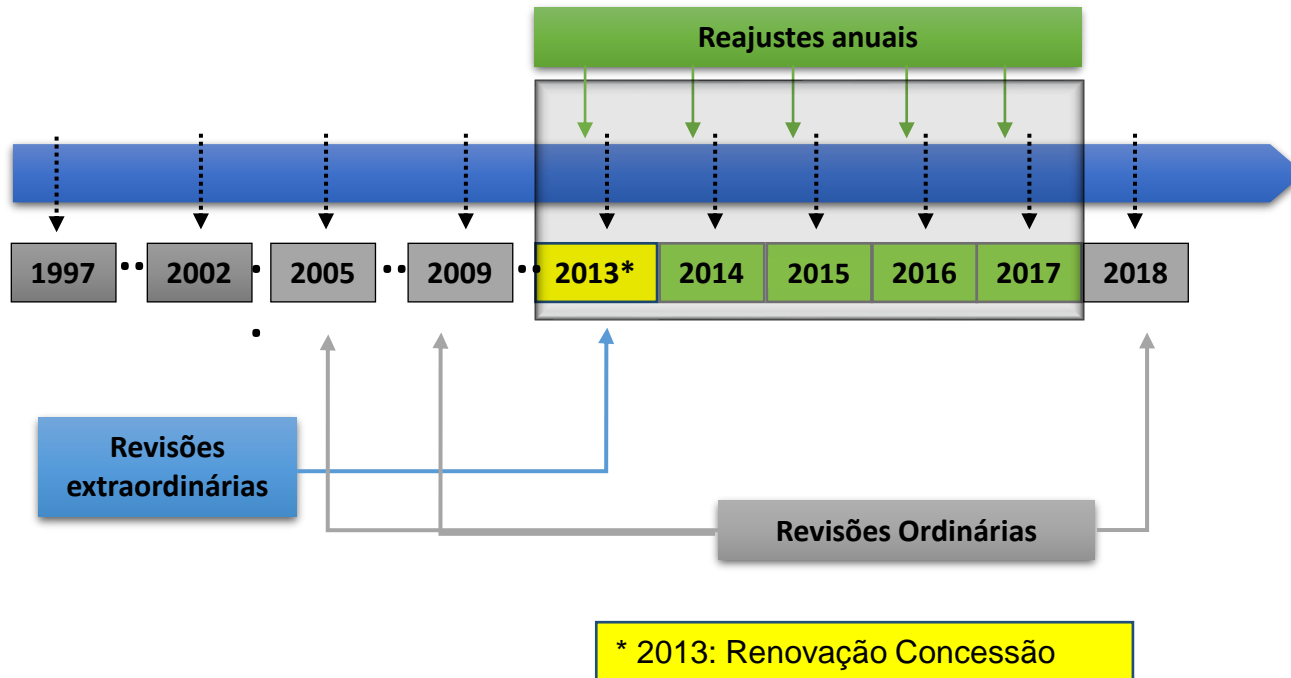 Reajustes anuais
1997
2002
2005
2009
2013*
2014
2015
2016
2017
2018
Revisões
extraordinárias
Revisões Ordinárias
* 2013: Renovação Concessão